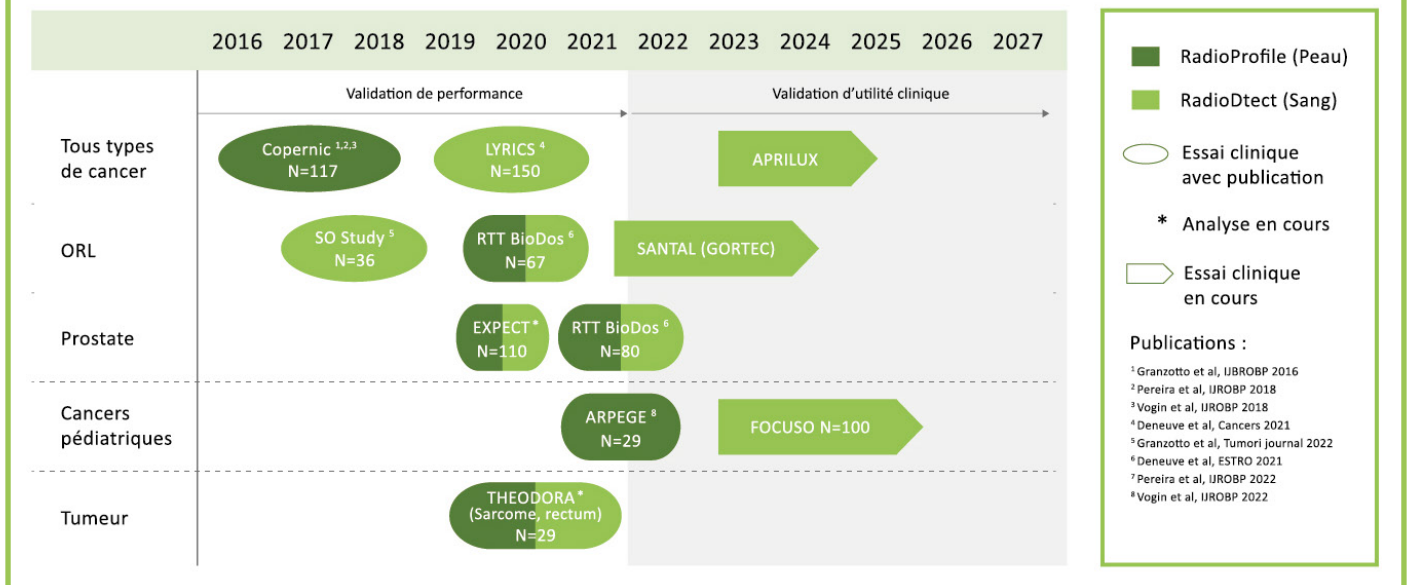 2016 2017 2018 2019 2020 2021 2022 2023 2024 2025 2026 2027
Validation de performance
Validation d'utilité clinique
Tous types
de cancer
Copernic 1,2,3
N=117
LYRICS 4
N=150
APRILUX
ORL
SO Study 5
N=36
RTT BioDos 6
N=67
SANTAL (GORTEC)
Prostate
EXPECT *
N=110
RTT BioDos 6
N=80
Cancers
pédiatriques
ARPEGE 8
N=29
FOCUSO N=100
Tumeur
THEODORA *
(Sarcome, rectum)
N=29
RadioProfile (Peau)
RadioDtect (Sang)
Essai clinique
avec publication
* Analyse en cours
Essai clinique
en cours
Publications :
1 Granzotto et al, IJBROBP 2016
2 Pereira et al, IJROBP 2018
3 Vogin et al, IJROBP 2018
4 Deneuve et al, Cancers 2021
5 Granzotto et al, Tumori journal 2022
6 Deneuve et al, ESTRO 2021
7 Pereira et al, IJROBP 2022
8 Vogin et al, IJROBP 2022